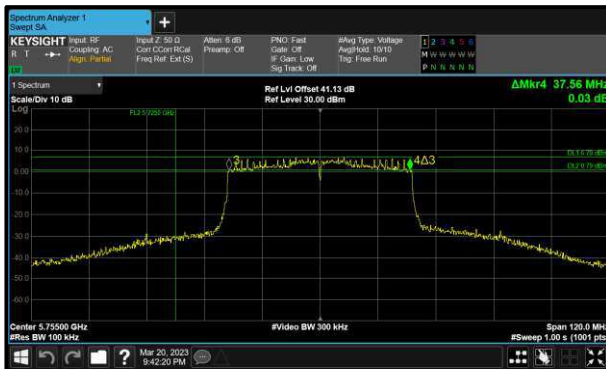 Spectrum Analyzer 1
Swept SA
KEYSIGHT
R T
Input: RF
Coupling: AC
Align: Partial
Input Z: 50 Ω
Corr CCorr RCal
Freq Ref: Ext (S)
Atten: 6 dB
Preamp: Off
PNO: Fast
Gate: Off
IF Gain: Low
Sig Track: Off
#Avg Type: Voltage
Avg|Hold: 10/10
Trig: Free Run
1 2 3 4 5 6
M W W W W W
P N N N N N
1 Spectrum
Scale/Div 10 dB
Ref Lvl Offset 41.13 dB
Ref Level 30.00 dBm
ΔMkr4 37.56 MHz
0.03 dB
Log
20.0
10.0
0.00
-10.0
-20.0
-30.0
-40.0
-50.0
-60.0
3
4Δ3
Center 5.75500 GHz
#Res BW 100 kHz
#Video BW 300 kHz
Span 120.0 MHz
#Sweep 1.00 s (1001 pts)
Mar 20, 2023
9:42:20 PM